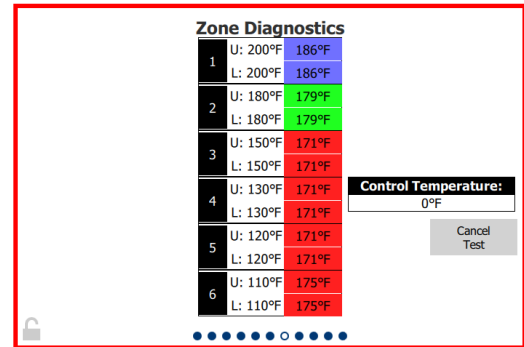 Zone Diagnostics
1 U: 200°F 186°F
L: 200°F 186°F
2 U: 180°F 179°F
L: 180°F 179°F
3 U: 150°F 171°F
L: 150°F 171°F
4 U: 130°F 171°F
L: 130°F 171°F
5 U: 120°F 171°F
L: 120°F 171°F
6 U: 110°F 175°F
L: 110°F 175°F
Control Temperature:
0°F
Cancel
Test